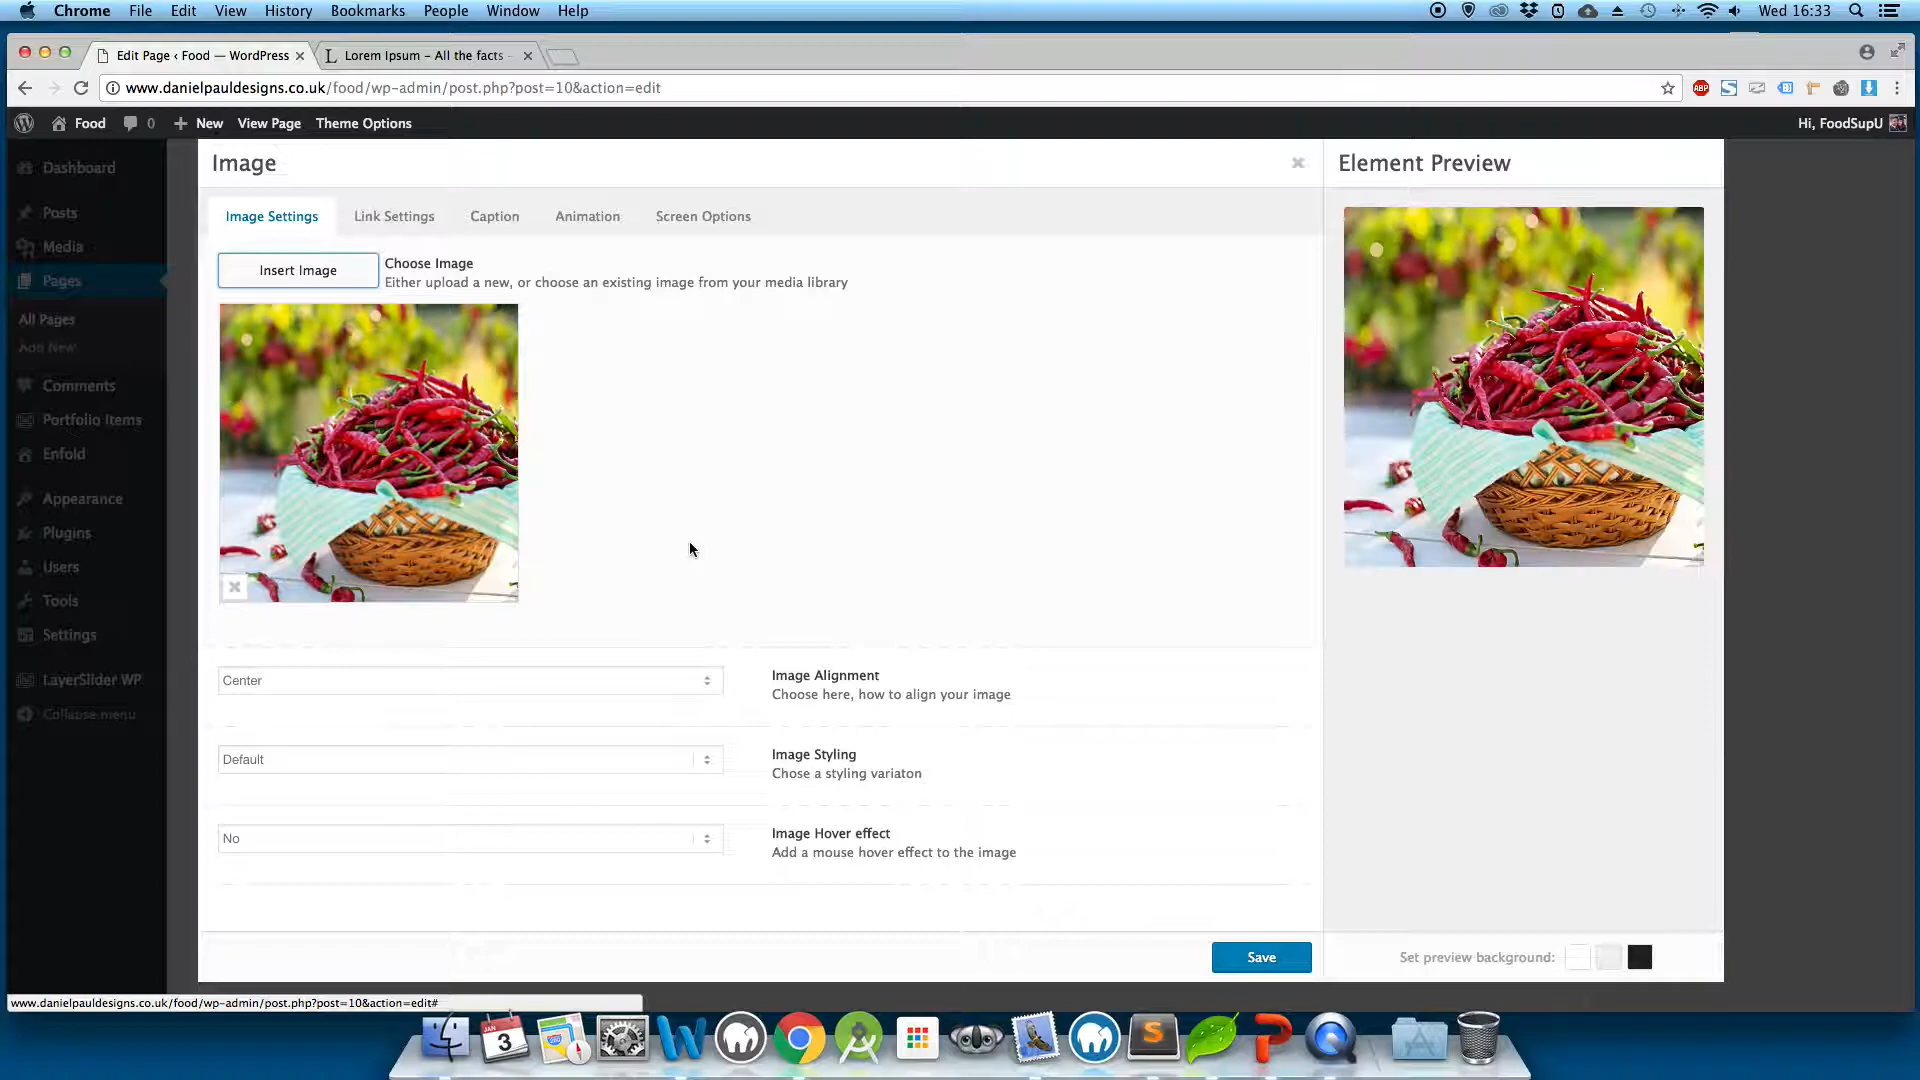 Chrome File Edit View History Bookmarks People Window Help Wed 16:33
Edit Page ‹ Food — WordPress Lorem Ipsum – All the facts
www.danielpauldesigns.co.uk/food/wp-admin/post.php?post=10&action=edit ABP
Food 0 New View Page Theme Options Hi, FoodSupU
Image Element Preview
Dashboard
Image Settings Link Settings Caption Animation Screen Options
Posts
Media
Pages
All Pages
Add New
Comments
Portfolio Items
Enfold
Appearance
Plugins
Users
Tools
Settings
LayerSlider WP
Collapse menu
Insert Image
Choose Image
Either upload a new, or choose an existing image from your media library
Center
Image Alignment
Choose here, how to align your image
Default
Image Styling
Chose a styling variaton
No
Image Hover effect
Add a mouse hover effect to the image
Save
Set preview background:
www.danielpauldesigns.co.uk/food/wp-admin/post.php?post=10&action=edit#
JAN
3